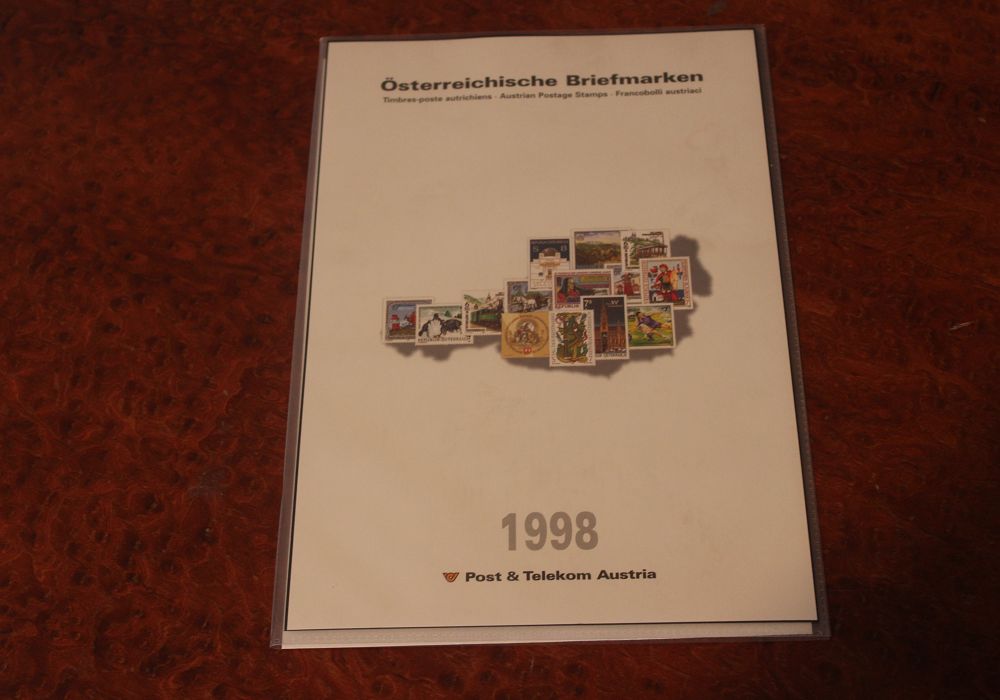 Österreichische Briefmarken
Timbres-poste autrichiens · Austrian Postage Stamps · Francobolli austriaci
1998
Post & Telekom Austria